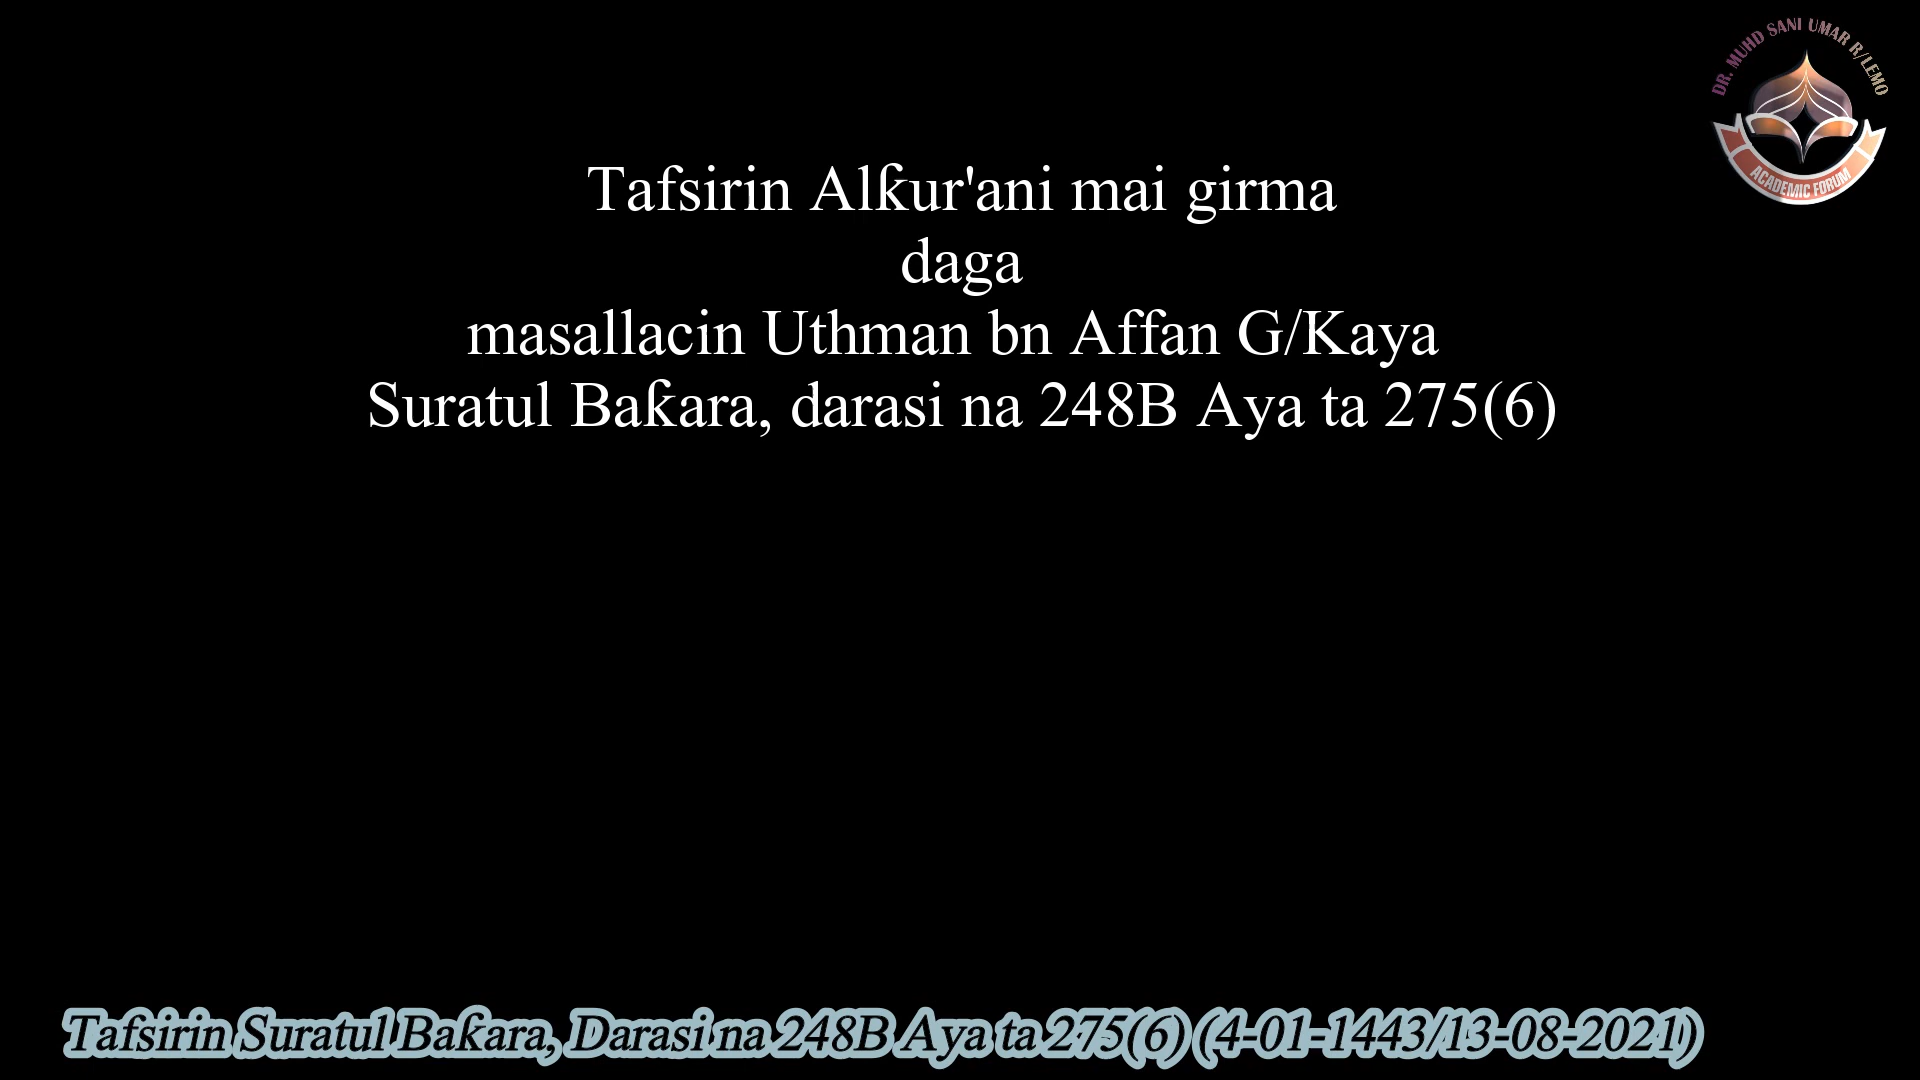 DR. MUHD SANI UMAR R/LEMO
ACADEMIC FORUM
Tafsirin Alƙur'ani mai girma
daga
masallacin Uthman bn Affan G/Kaya
Suratul Baƙara, darasi na 248B Aya ta 275(6)
Tafsirin Suratul Baƙara, Darasi na 248B Aya ta 275(6) (4-01-1443/13-08-2021)